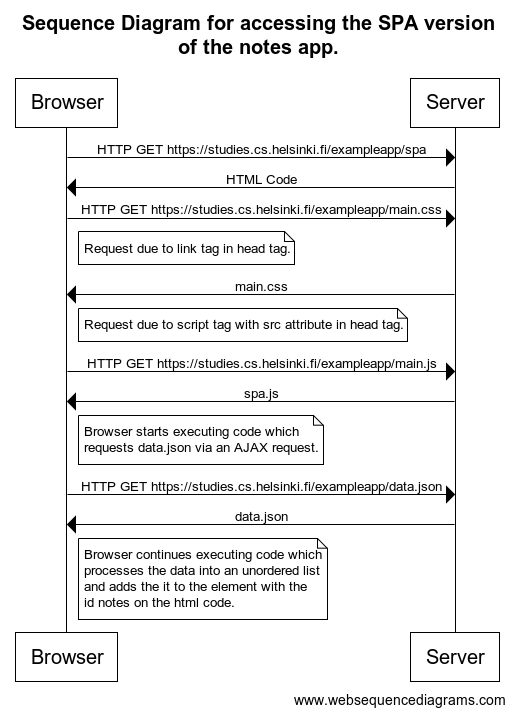 Sequence Diagram for accessing the SPA version
of the notes app.
Browser
Server
HTTP GET https://studies.cs.helsinki.fi/exampleapp/spa
HTML Code
HTTP GET https://studies.cs.helsinki.fi/exampleapp/main.css
Request due to link tag in head tag.
main.css
Request due to script tag with src attribute in head tag.
HTTP GET https://studies.cs.helsinki.fi/exampleapp/main.js
spa.js
Browser starts executing code which
requests data.json via an AJAX request.
HTTP GET https://studies.cs.helsinki.fi/exampleapp/data.json
data.json
Browser continues executing code which
processes the data into an unordered list
and adds the it to the element with the
id notes on the html code.
Browser
Server
www.websequencediagrams.com